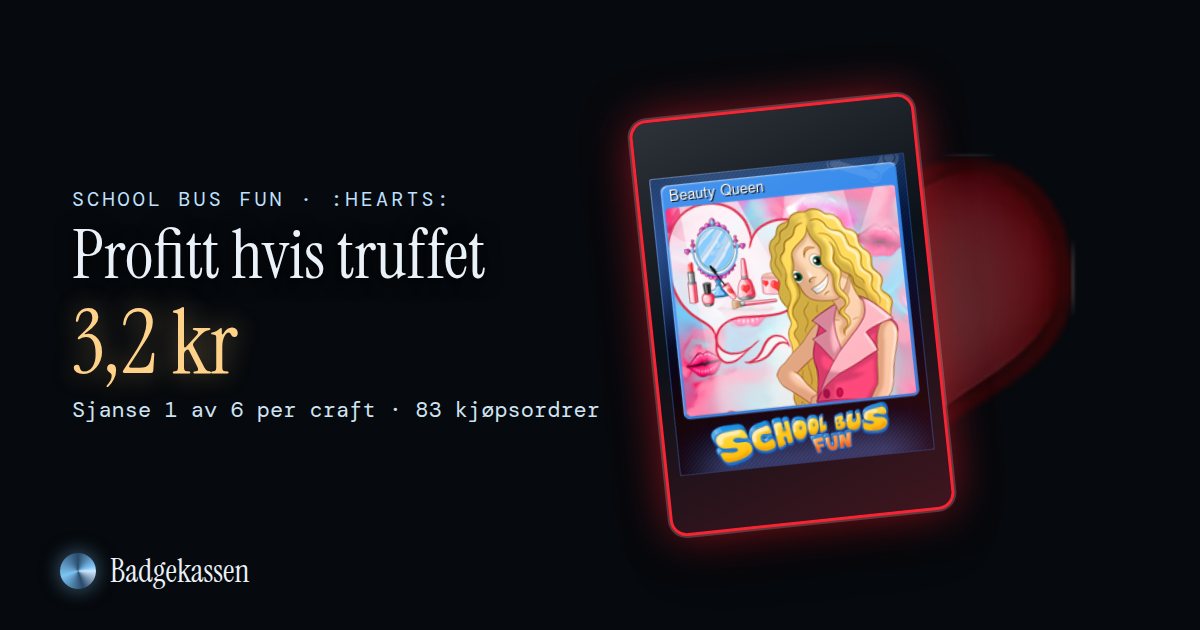 SCHOOL BUS FUN · :HEARTS:
Profitt hvis truffet
3,2 kr
Sjanse 1 av 6 per craft · 83 kjøpsordrer
Beauty Queen
SCHOOL BUS
FUN
Badgekassen